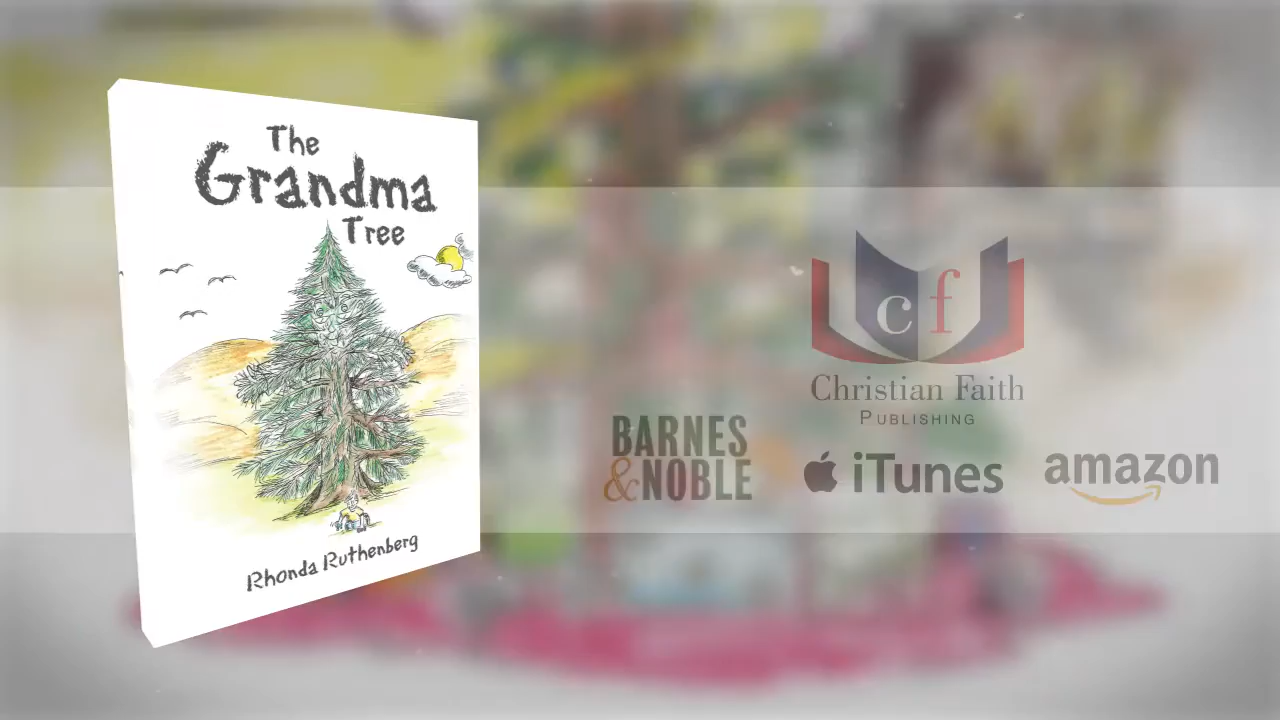 The
Grandma
Tree
Rhonda Ruthenberg
cf
Christian Faith
PUBLISHING
BARNES
&NOBLE
iTunes
amazon